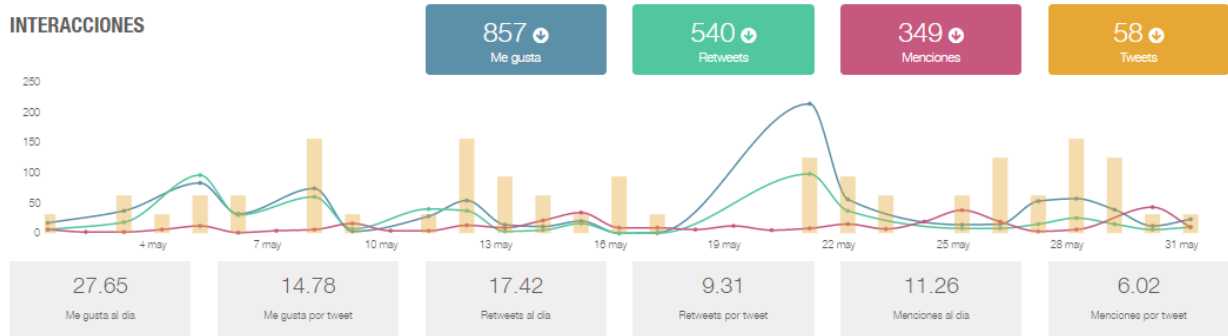 INTERACCIONES
857
Me gusta
540
Retweets
349
Menciones
58
Tweets
250
200
150
100
50
0
4 may
7 may
10 may
13 may
16 may
19 may
22 may
25 may
28 may
31 may
27.65
Me gusta al dia
14.78
Me gusta por tweet
17.42
Retweets al dia
9.31
Retweets por tweet
11.26
Menciones al dia
6.02
Menciones por tweet